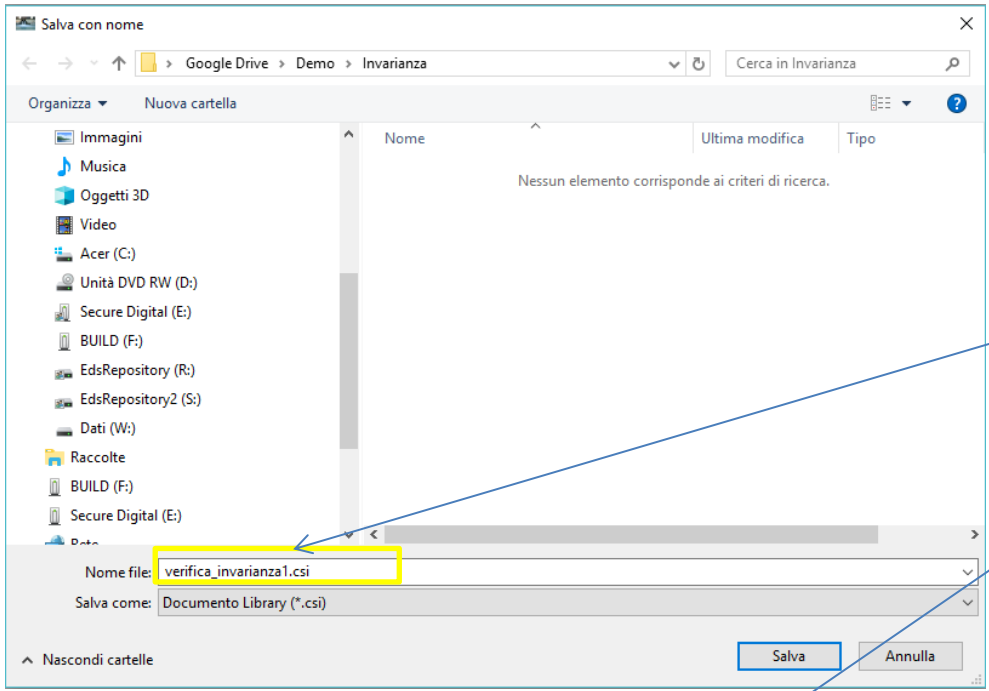 Salva con nome
Google Drive › Demo › Invarianza
Cerca in Invarianza
Organizza
Nuova cartella
Immagini
Musica
Oggetti 3D
Video
Acer (C:)
Unità DVD RW (D:)
Secure Digital (E:)
BUILD (F:)
EdsRepository (R:)
EdsRepository2 (S:)
Dati (W:)
Raccolte
BUILD (F:)
Secure Digital (E:)
Nome Ultima modifica Tipo
Nessun elemento corrisponde ai criteri di ricerca.
Nome file: verifica_invarianza1.csi
Salva come: Documento Library (*.csi)
Nascondi cartelle
Salva
Annulla